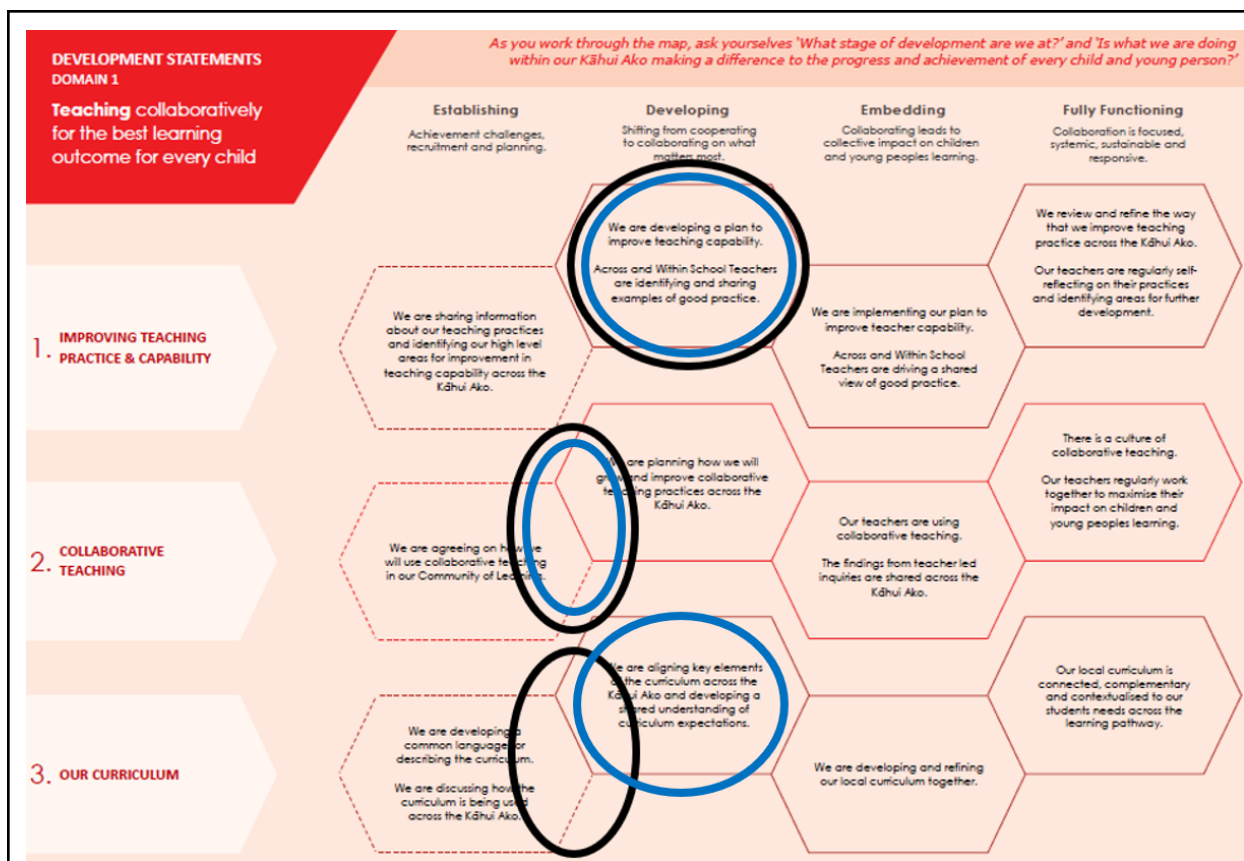 As you work through the map, ask yourselves ‘What stage of development are we at?’ and ‘Is what we are doing
within our Kāhui Ako making a difference to the progress and achievement of every child and young person?’
DEVELOPMENT STATEMENTS
DOMAIN 1
Teaching collaboratively
for the best learning
outcome for every child
Establishing
Achievement challenges,
recruitment and planning.
Developing
Shifting from cooperating
to collaborating on what
matters most.
Embedding
Collaborating leads to
collective impact on children
and young peoples learning.
Fully Functioning
Collaboration is focused,
systemic, sustainable and
responsive.
1. IMPROVING TEACHING
PRACTICE & CAPABILITY
We are sharing information
about our teaching practices
and identifying our high level
areas for improvement in
teaching capability across the
Kāhui Ako.
We are developing a plan to
improve teaching capability.
Across and Within School Teachers
are identifying and sharing
examples of good practice.
We are implementing our plan to
improve teacher capability.
Across and Within School
Teachers are driving a shared
view of good practice.
We review and refine the way
that we improve teaching
practice across the Kāhui Ako.
Our teachers are regularly self-
reflecting on their practices
and identifying areas for further
development.
2. COLLABORATIVE
TEACHING
We are agreeing on how we
will use collaborative teaching
in our Community of Learning.
We are planning how we will
grow and improve collaborative
teaching practices across the
Kāhui Ako.
Our teachers are using
collaborative teaching.
The findings from teacher led
inquiries are shared across the
Kāhui Ako.
There is a culture of
collaborative teaching.
Our teachers regularly work
together to maximise their
impact on children and
young peoples learning.
3. OUR CURRICULUM
We are developing a
common language for
describing the curriculum.
We are discussing how the
curriculum is being used
across the Kāhui Ako.
We are aligning key elements
of the curriculum across the
Kāhui Ako and developing a
shared understanding of
curriculum expectations.
We are developing and refining
our local curriculum together.
Our local curriculum is
connected, complementary
and contextualised to our
students needs across the
learning pathway.